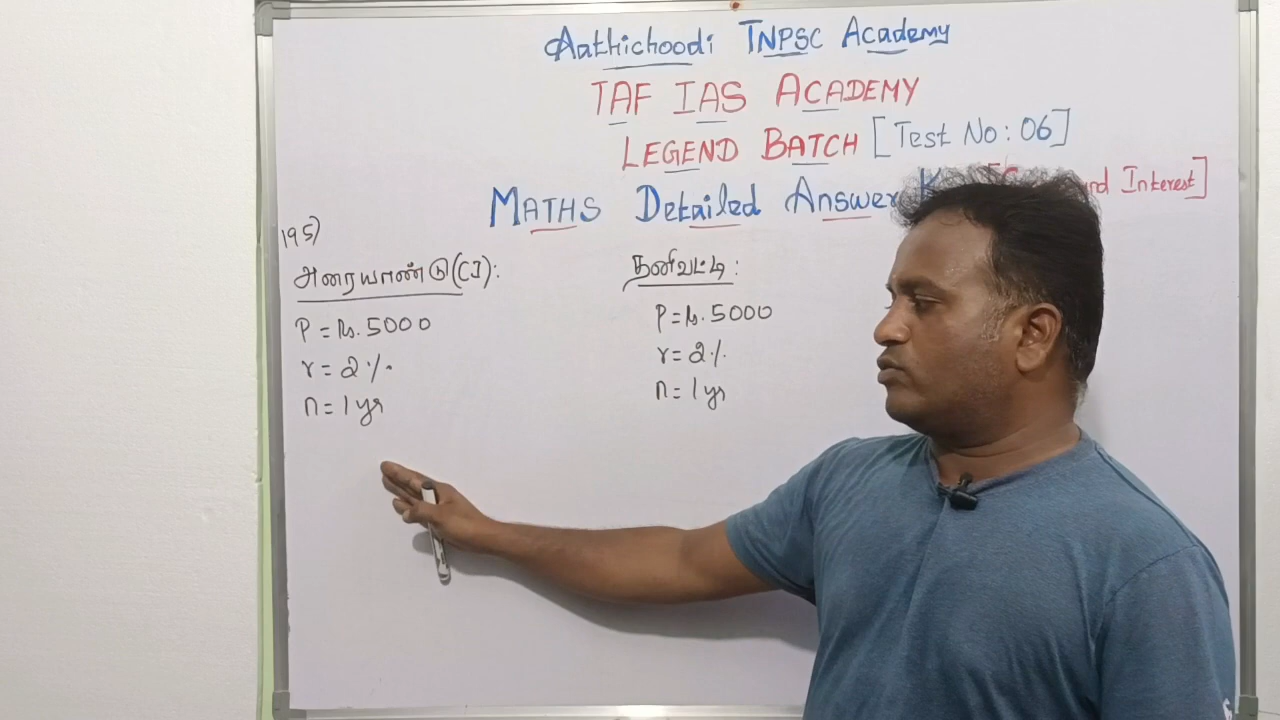 Aathichoodi TNPSC Academy
TAF IAS ACADEMY
LEGEND BATCH [Test No: 06]
MATHS Detailed Answer Interest]
195)
அரையாண்டு(CI):
P = Rs. 5000
r = 2%.
n = 1 yr
தனிவட்டி:
P = Rs. 5000
r = 2%.
n = 1 yr